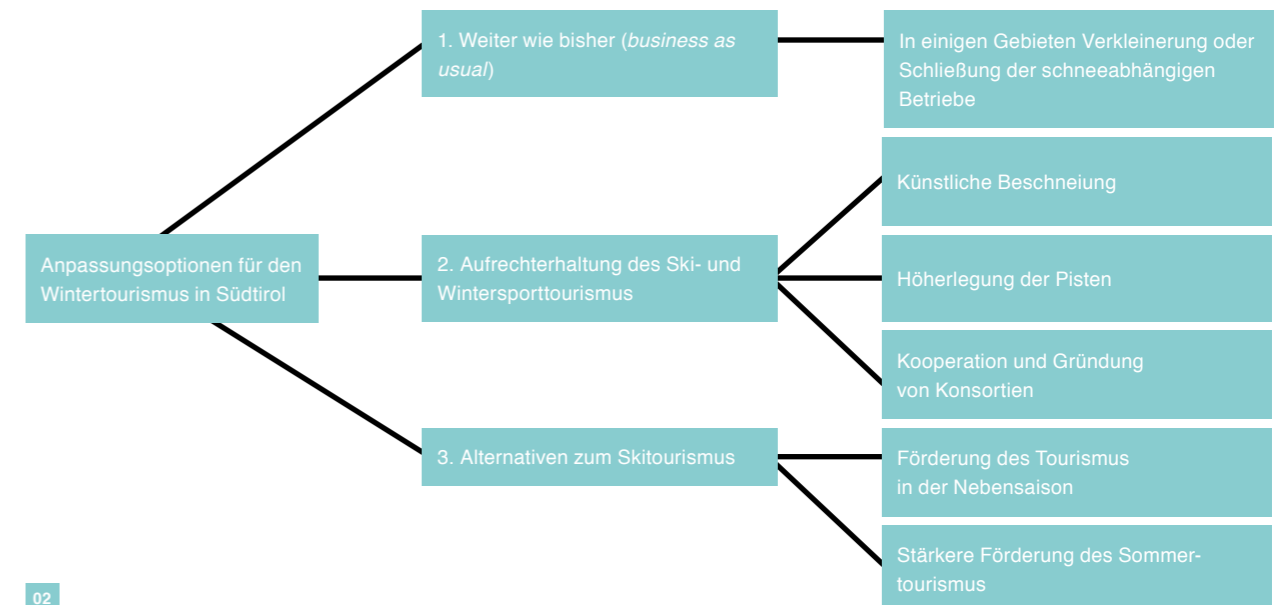 1. Weiter wie bisher (business as
usual)
In einigen Gebieten Verkleinerung oder
Schließung der schneeabhängigen
Betriebe
Anpassungsoptionen für den
Wintertourismus in Südtirol
2. Aufrechterhaltung des Ski- und
Wintersporttourismus
Künstliche Beschneiung
Höherlegung der Pisten
Kooperation und Gründung
von Konsortien
3. Alternativen zum Skitourismus
Förderung des Tourismus
in der Nebensaison
Stärkere Förderung des Sommer-
tourismus
02